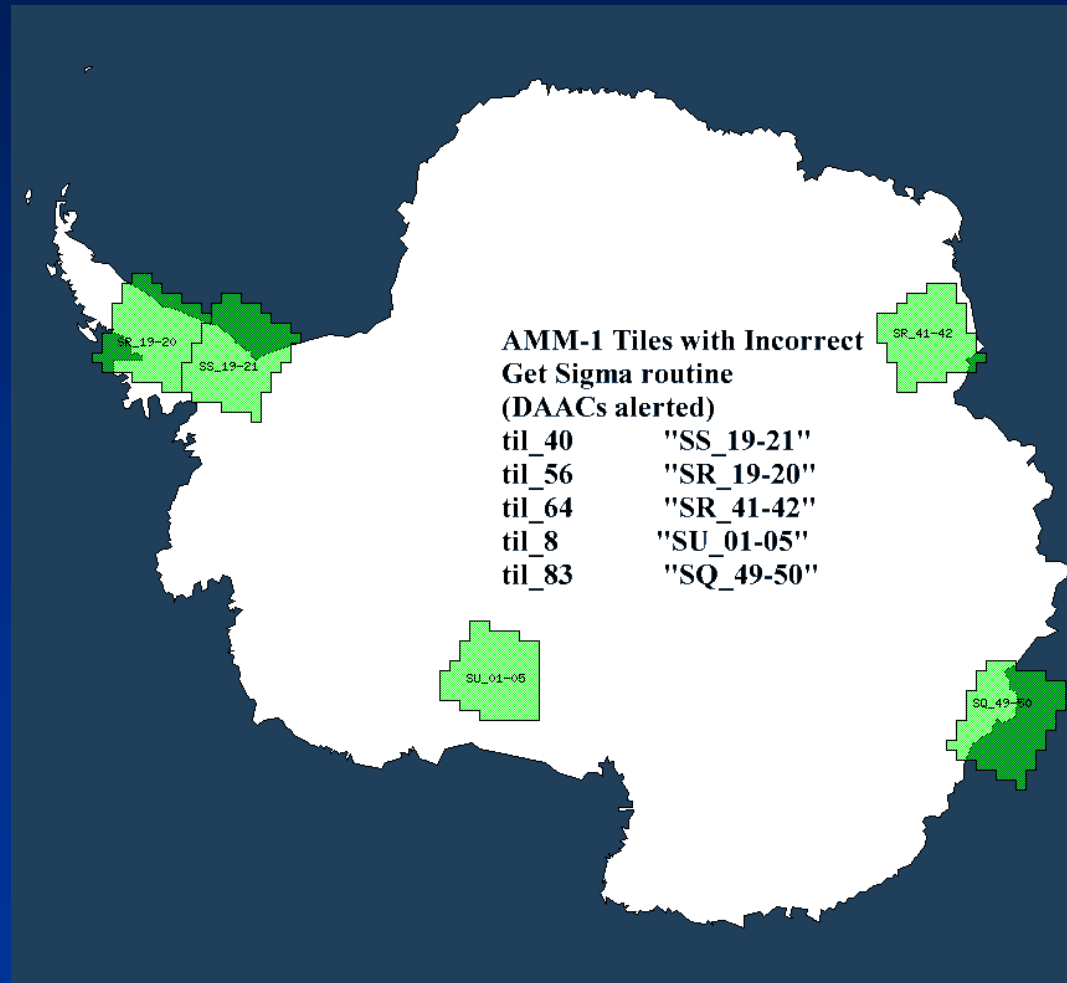 SR_19-20
SS_19-21
SR_41-42
AMM-1 Tiles with Incorrect
Get Sigma routine
(DAACs alerted)
til_40 "SS_19-21"
til_56 "SR_19-20"
til_64 "SR_41-42"
til_8 "SU_01-05"
til_83 "SQ_49-50"
SU_01-05
SQ_49-50